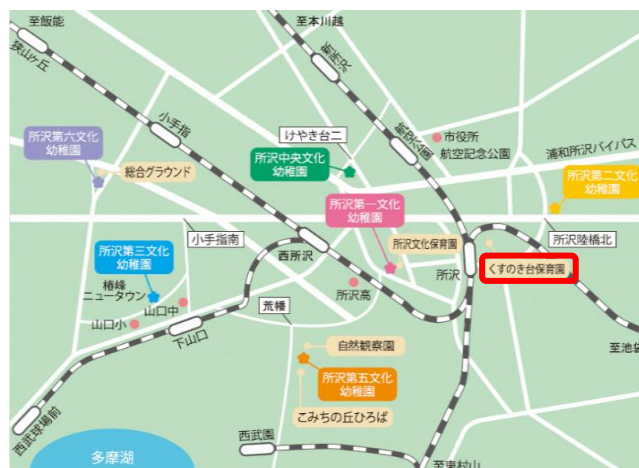 至飯能
至本川越
狭山ヶ丘
新所沢
小手指
けやき台二
航空公園
市役所
航空記念公園
浦和所沢バイパス
所沢第六文化
幼稚園
総合グラウンド
所沢中央文化
幼稚園
所沢第二文化
幼稚園
所沢第一文化
幼稚園
小手指南
所沢陸橋北
所沢文化保育園
西所沢
所沢
くすのき台保育園
所沢第三文化
幼稚園
椿峰
ニュータウン
山口中
山口小
所沢高
荒幡
下山口
自然観察園
至池袋
所沢第五文化
幼稚園
こみちの丘ひろば
西武球場前
西武園
多摩湖
至東村山